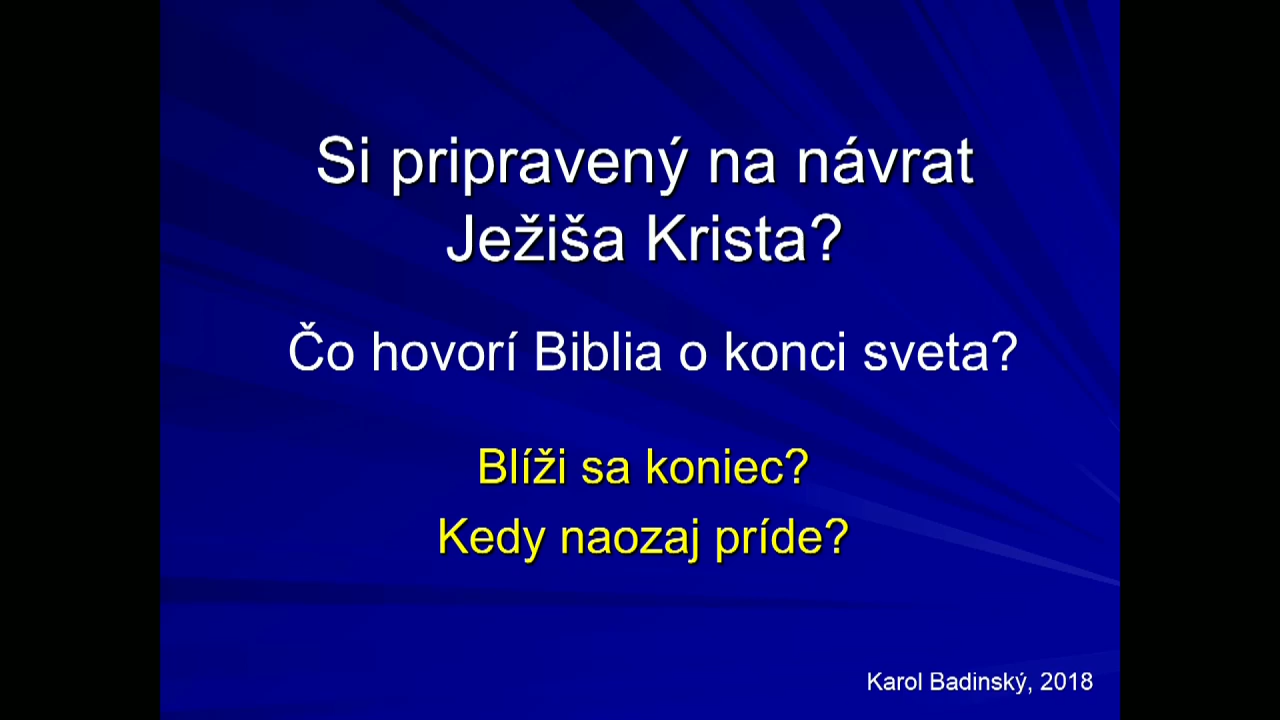 Si pripravený na návrat
Ježiša Krista?
Čo hovorí Biblia o konci sveta?
Blíži sa koniec?
Kedy naozaj príde?
Karol Badinský, 2018